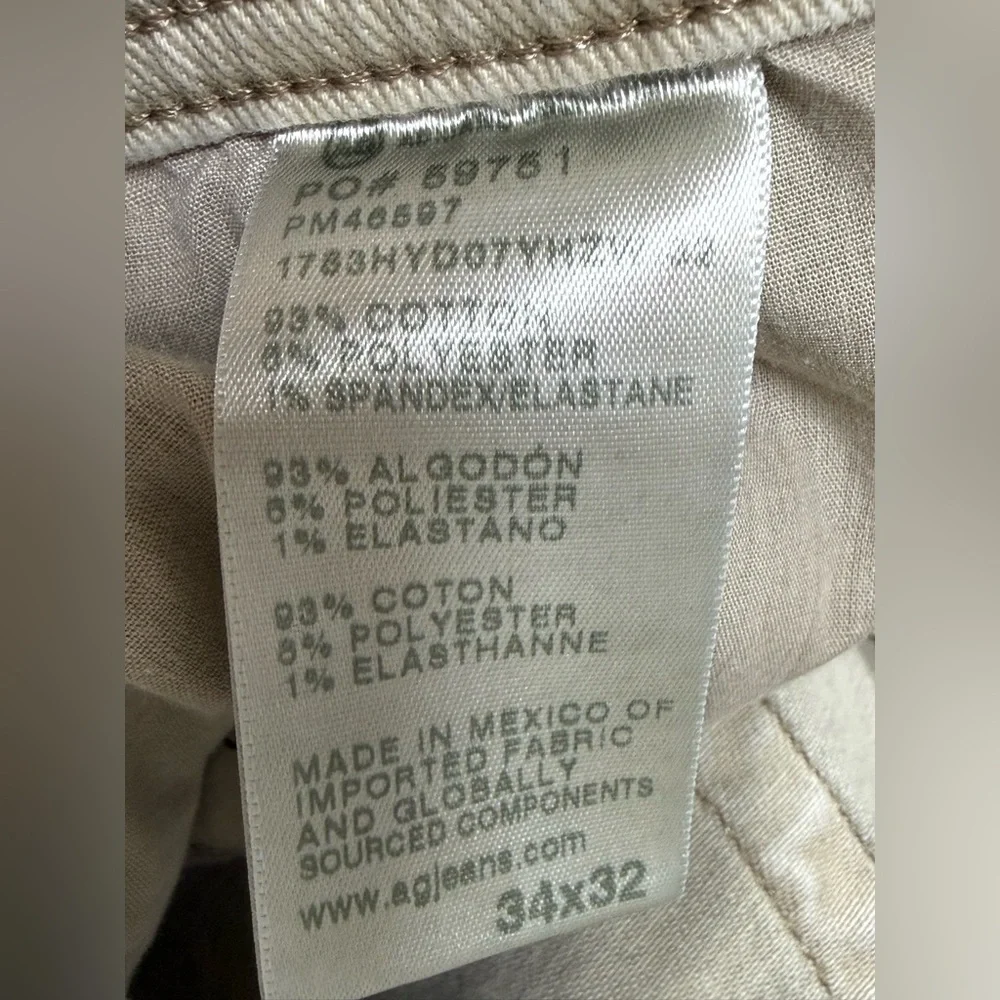 PO# 59751
PM46597
93% COTTON
6% POLYESTER
1% SPANDEX/ELASTANE
93% ALGODÓN
6% POLIESTER
1% ELASTANO
93% COTON
6% POLYESTER
1% ELASTHANNE
MADE IN MEXICO OF
IMPORTED FABRIC
AND GLOBALLY
SOURCED COMPONENTS
www.agjeans.com
34x32